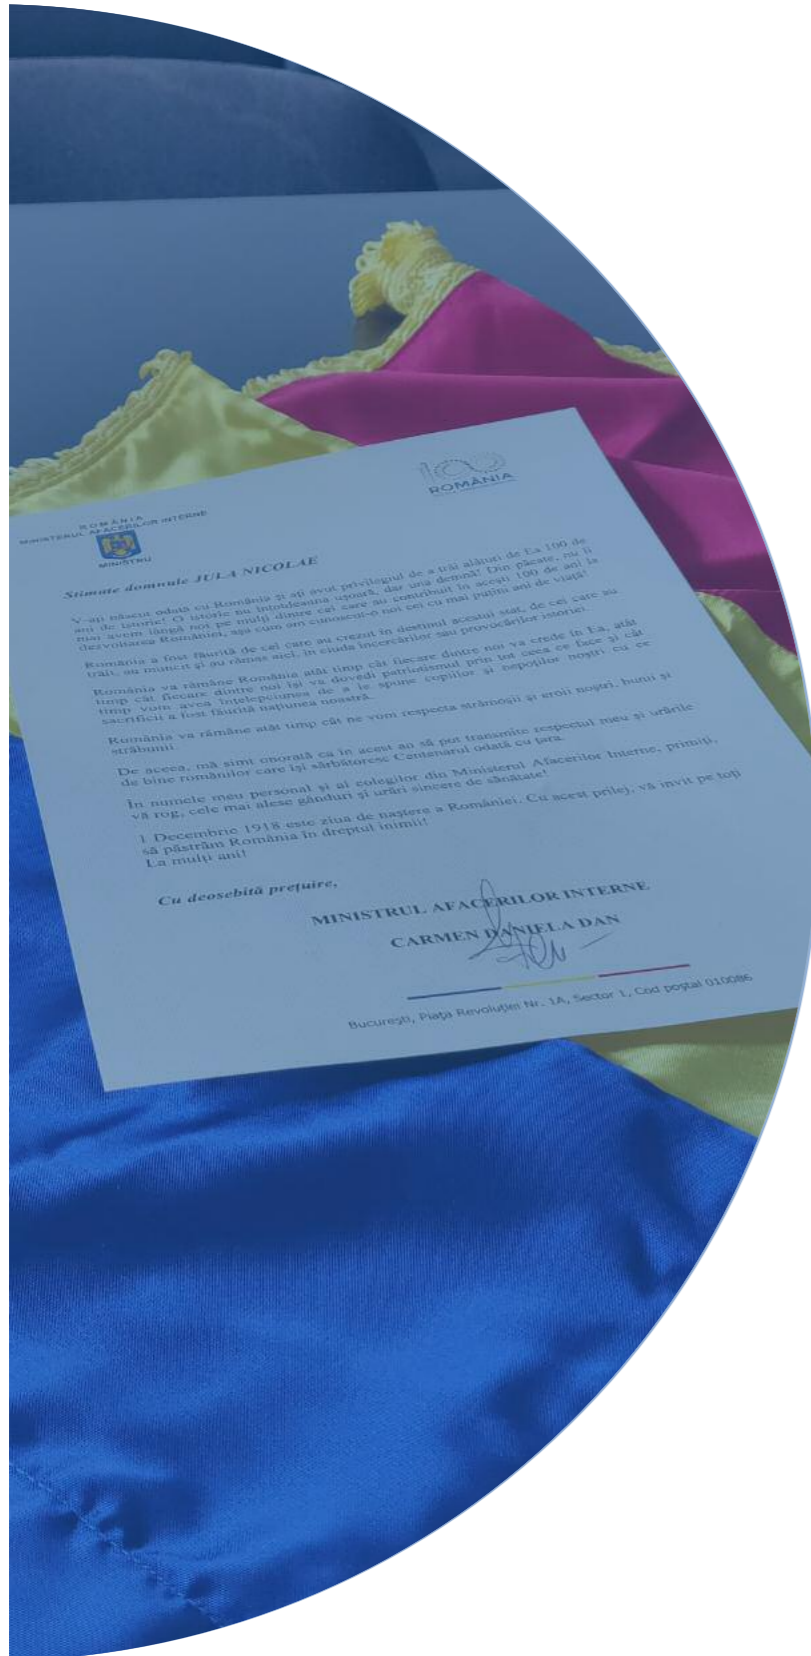 ROMÂNIA
MINISTERUL AFACERILOR INTERNE
MINISTRU
100
ROMÂNIA
Stimate domnule JULA NICOLAE
V-ați născut odată cu România și ați avut privilegiul de a trăi alături de Ea 100 de
ani de istorie! O istorie nu întotdeauna ușoară, dar una demnă! Din păcate, nu îi
mai avem lângă noi pe mulți dintre cei care au contribuit în acești 100 de ani la
dezvoltarea României, așa cum am cunoscut-o noi cei cu mai puțini ani de viață!
România a fost făurită de cei care au crezut în destinul acestui stat, de cei care au
trăit, au muncit și au rămas aici, în ciuda încercărilor sau provocărilor istoriei.
România va rămâne România atât timp cât fiecare dintre noi va crede în Ea, atât
timp cât fiecare dintre noi își va dovedi patriotismul prin tot ceea ce face și cât
timp vom avea înțelepciunea de a le spune copiilor și nepoților noștri cu ce
sacrificii a fost făurită națiunea noastră.
România va rămâne atât timp cât ne vom respecta strămoșii și eroii noștri, bunii și
străbunii.
De aceea, mă simt onorată ca în acest an să pot transmite respectul meu și urările
de bine românilor care își sărbătoresc Centenarul odată cu țara.
În numele meu personal și al colegilor din Ministerul Afacerilor Interne, primiți,
vă rog, cele mai alese gânduri și urări sincere de sănătate!
1 Decembrie 1918 este ziua de naștere a României. Cu acest prilej, vă invit pe toți
să păstrăm România în dreptul inimii!
La mulți ani!
Cu deosebită prețuire,
MINISTRUL AFACERILOR INTERNE
CARMEN DANIELA DAN
București, Piața Revoluției Nr. 1A, Sector 1, Cod poștal 010086